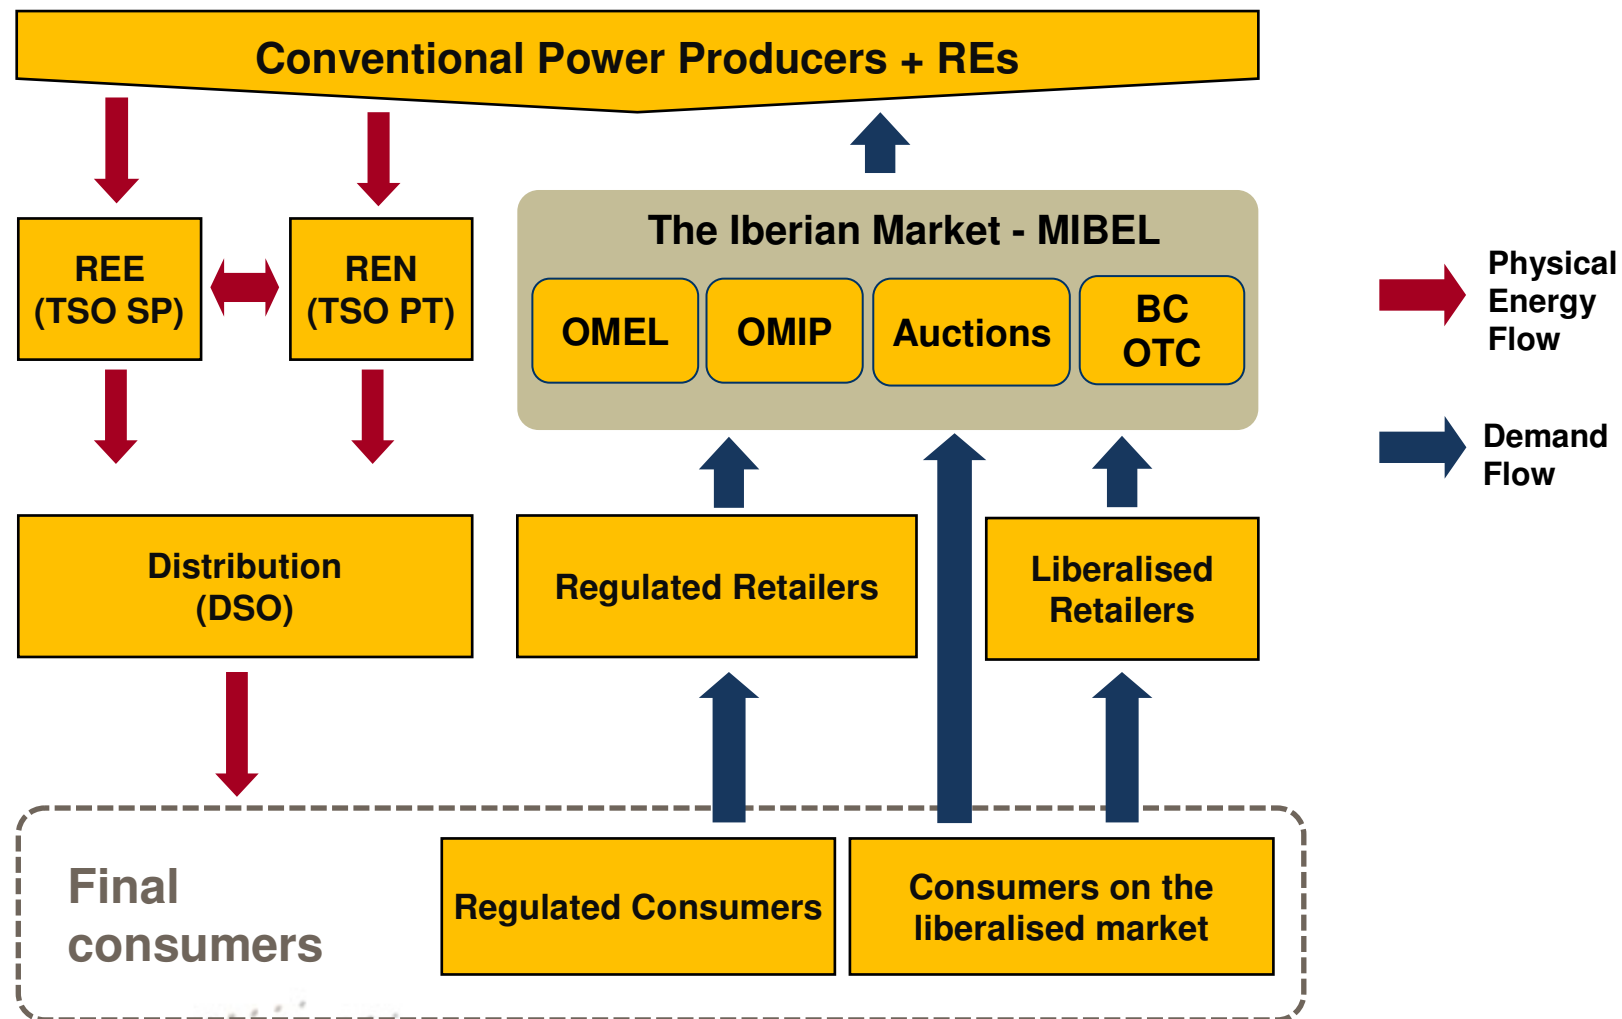 Conventional Power Producers + REs
REE
(TSO SP)
REN
(TSO PT)
The Iberian Market - MIBEL
OMEL
OMIP
Auctions
BC
OTC
Physical
Energy
Flow
Demand
Flow
Distribution
(DSO)
Regulated Retailers
Liberalised
Retailers
Final
consumers
Regulated Consumers
Consumers on the
liberalised market